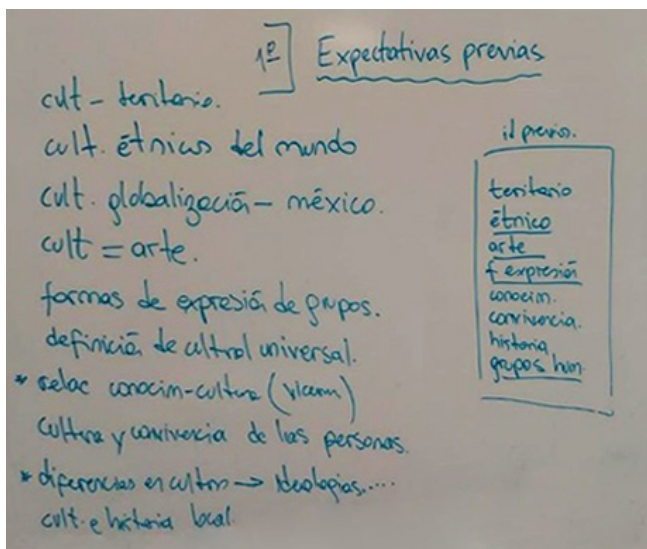 1º] Expectativas previas
cult - territorio.
cult. étnicas del mundo
cult. globalización - méxico.
cult = arte.
formas de expresión de grupos.
definición de cultural universal.
* relac conocim-cultura
cultura y convivencia de las personas.
* diferencias en cultura → Ideologías.....
cult. e historia local.
id previas.
territorio
étnico
arte
f expresión
conocim.
convivencia.
historia
grupos hum.